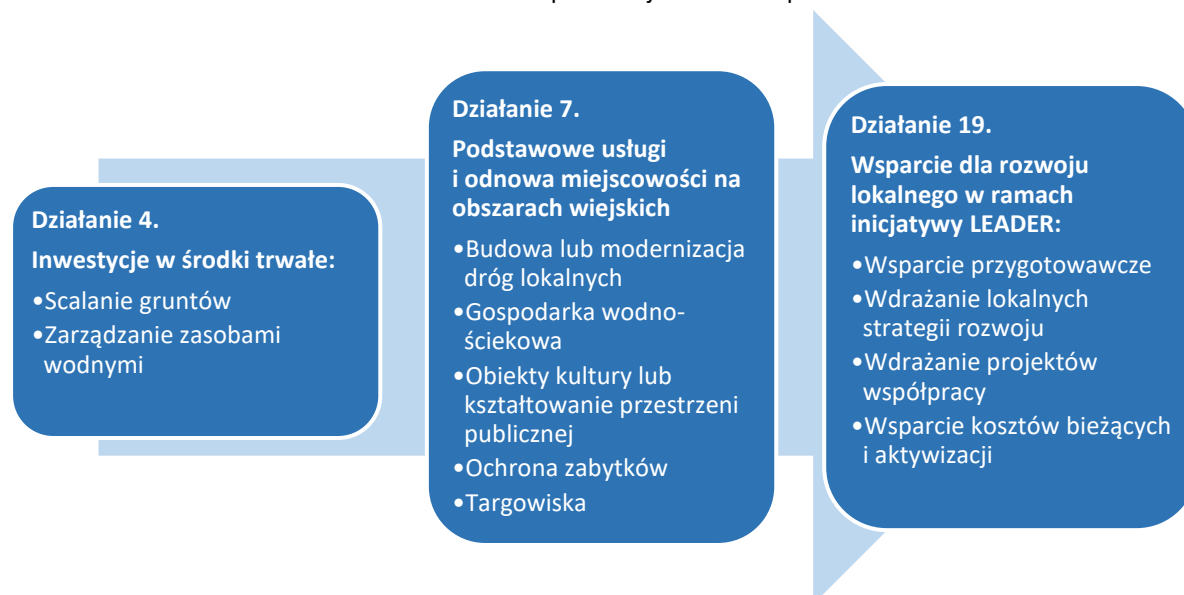 Działanie 4.
Inwestycje w środki trwałe:
•Scalanie gruntów
•Zarządzanie zasobami
wodnymi
Działanie 7.
Podstawowe usługi
i odnowa miejscowości na
obszarach wiejskich
•Budowa lub modernizacja
dróg lokalnych
•Gospodarka wodno-
ściekowa
•Obiekty kultury lub
kształtowanie przestrzeni
publicznej
•Ochrona zabytków
•Targowiska
Działanie 19.
Wsparcie dla rozwoju
lokalnego w ramach
inicjatywy LEADER:
•Wsparcie przygotowawcze
•Wdrażanie lokalnych
strategii rozwoju
•Wdrażanie projektów
współpracy
•Wsparcie kosztów bieżących
i aktywizacji